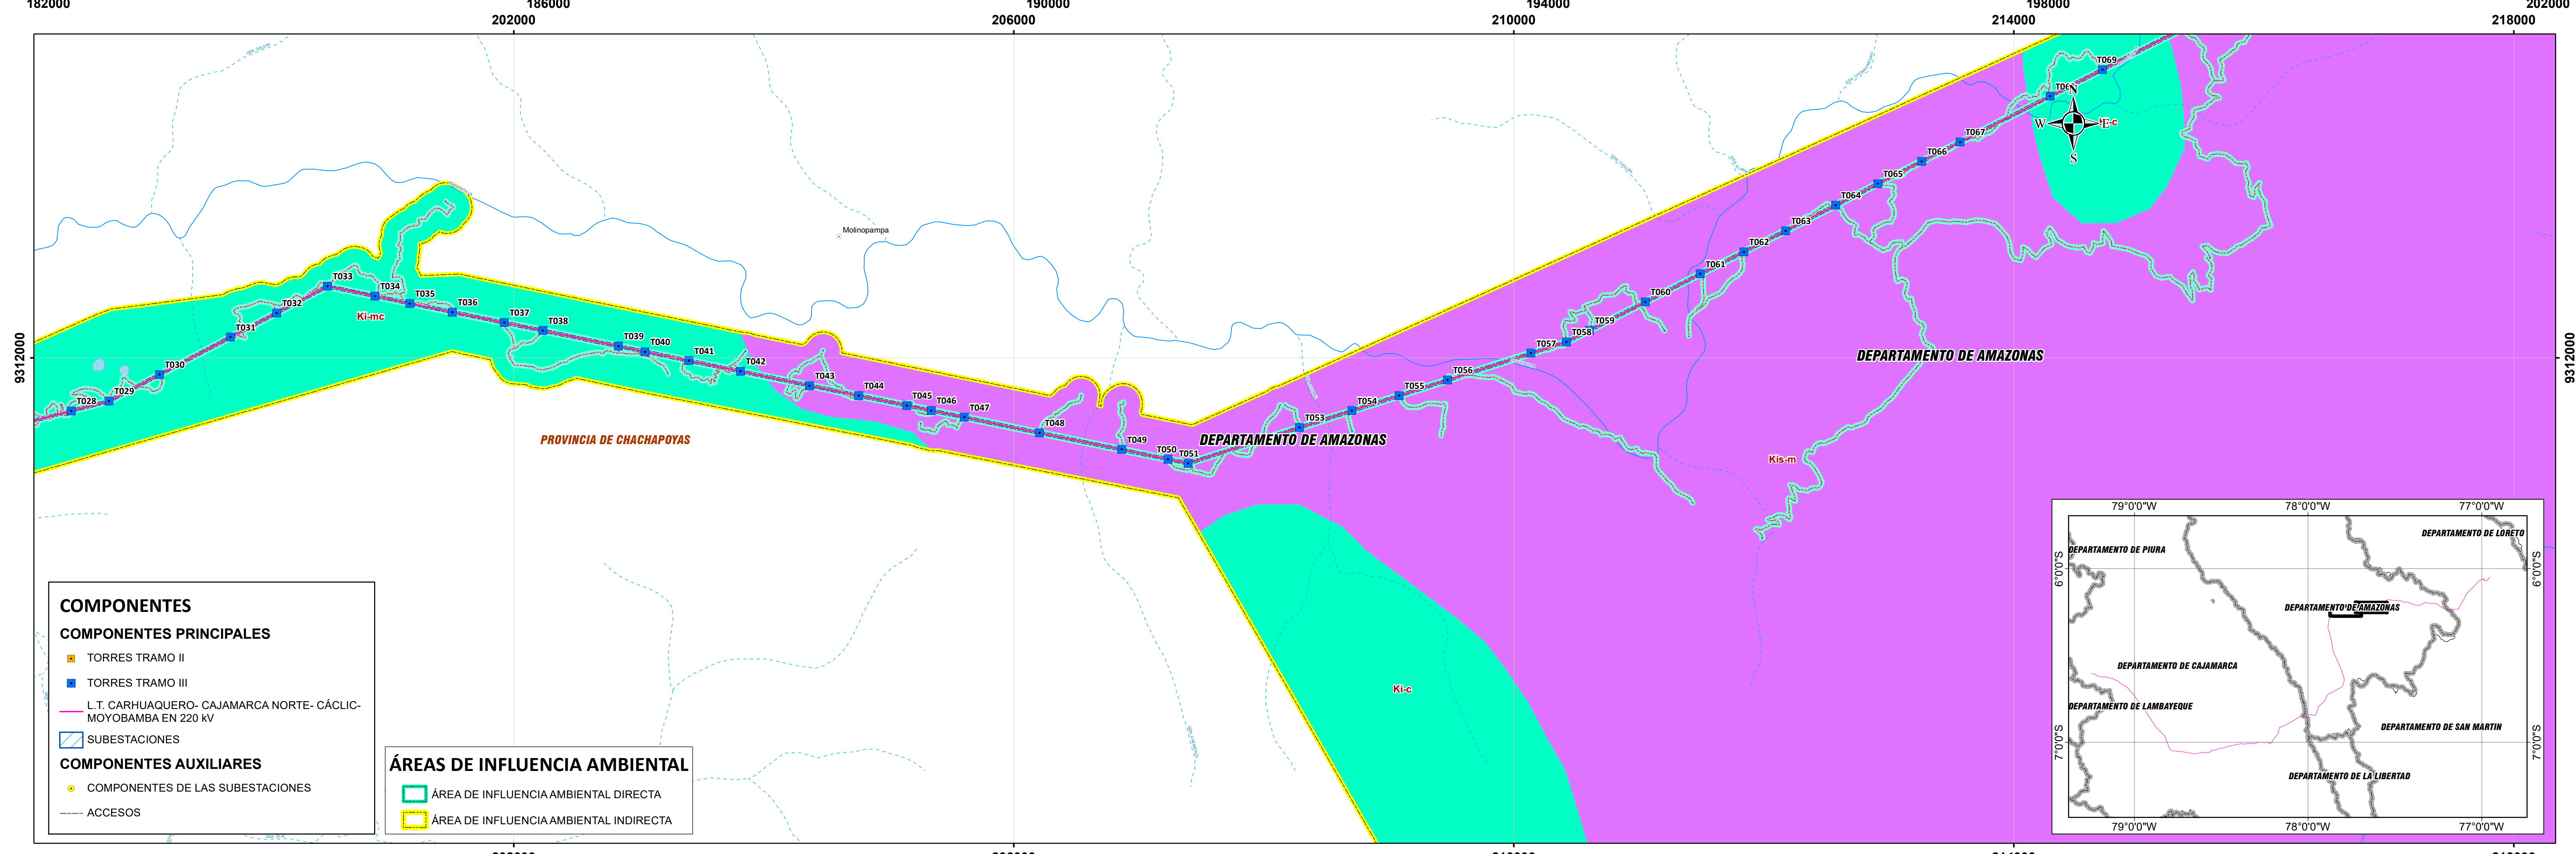 182000
186000
190000
194000
198000
202000
202000
206000
210000
214000
218000
9312000
9312000
T069
T067
T066
T065
T064
T063
T062
T061
T060
T059
T058
T057
T056
T055
T054
T053
T051
T050
T049
T048
T047
T046
T045
T044
T043
T042
T041
T040
T039
T038
T037
T036
T035
T034
T033
T032
T031
T030
T029
T028
N
W
E
S
Molinopampa
Ki-mc
Kis-m
Ki-c
PROVINCIA DE CHACHAPOYAS
DEPARTAMENTO DE AMAZONAS
DEPARTAMENTO DE AMAZONAS
COMPONENTES
COMPONENTES PRINCIPALES
TORRES TRAMO II
TORRES TRAMO III
L.T. CARHUAQUERO- CAJAMARCA NORTE- CÁCLIC-
MOYOBAMBA EN 220 kV
SUBESTACIONES
COMPONENTES AUXILIARES
COMPONENTES DE LAS SUBESTACIONES
ACCESOS
ÁREAS DE INFLUENCIA AMBIENTAL
ÁREA DE INFLUENCIA AMBIENTAL DIRECTA
ÁREA DE INFLUENCIA AMBIENTAL INDIRECTA
79°0'0"W
78°0'0"W
77°0'0"W
DEPARTAMENTO DE LORETO
DEPARTAMENTO DE PIURA
6°0'0"S
6°0'0"S
DEPARTAMENTO DE AMAZONAS
DEPARTAMENTO DE CAJAMARCA
DEPARTAMENTO DE LAMBAYEQUE
DEPARTAMENTO DE SAN MARTIN
7°0'0"S
7°0'0"S
DEPARTAMENTO DE LA LIBERTAD
79°0'0"W
78°0'0"W
77°0'0"W